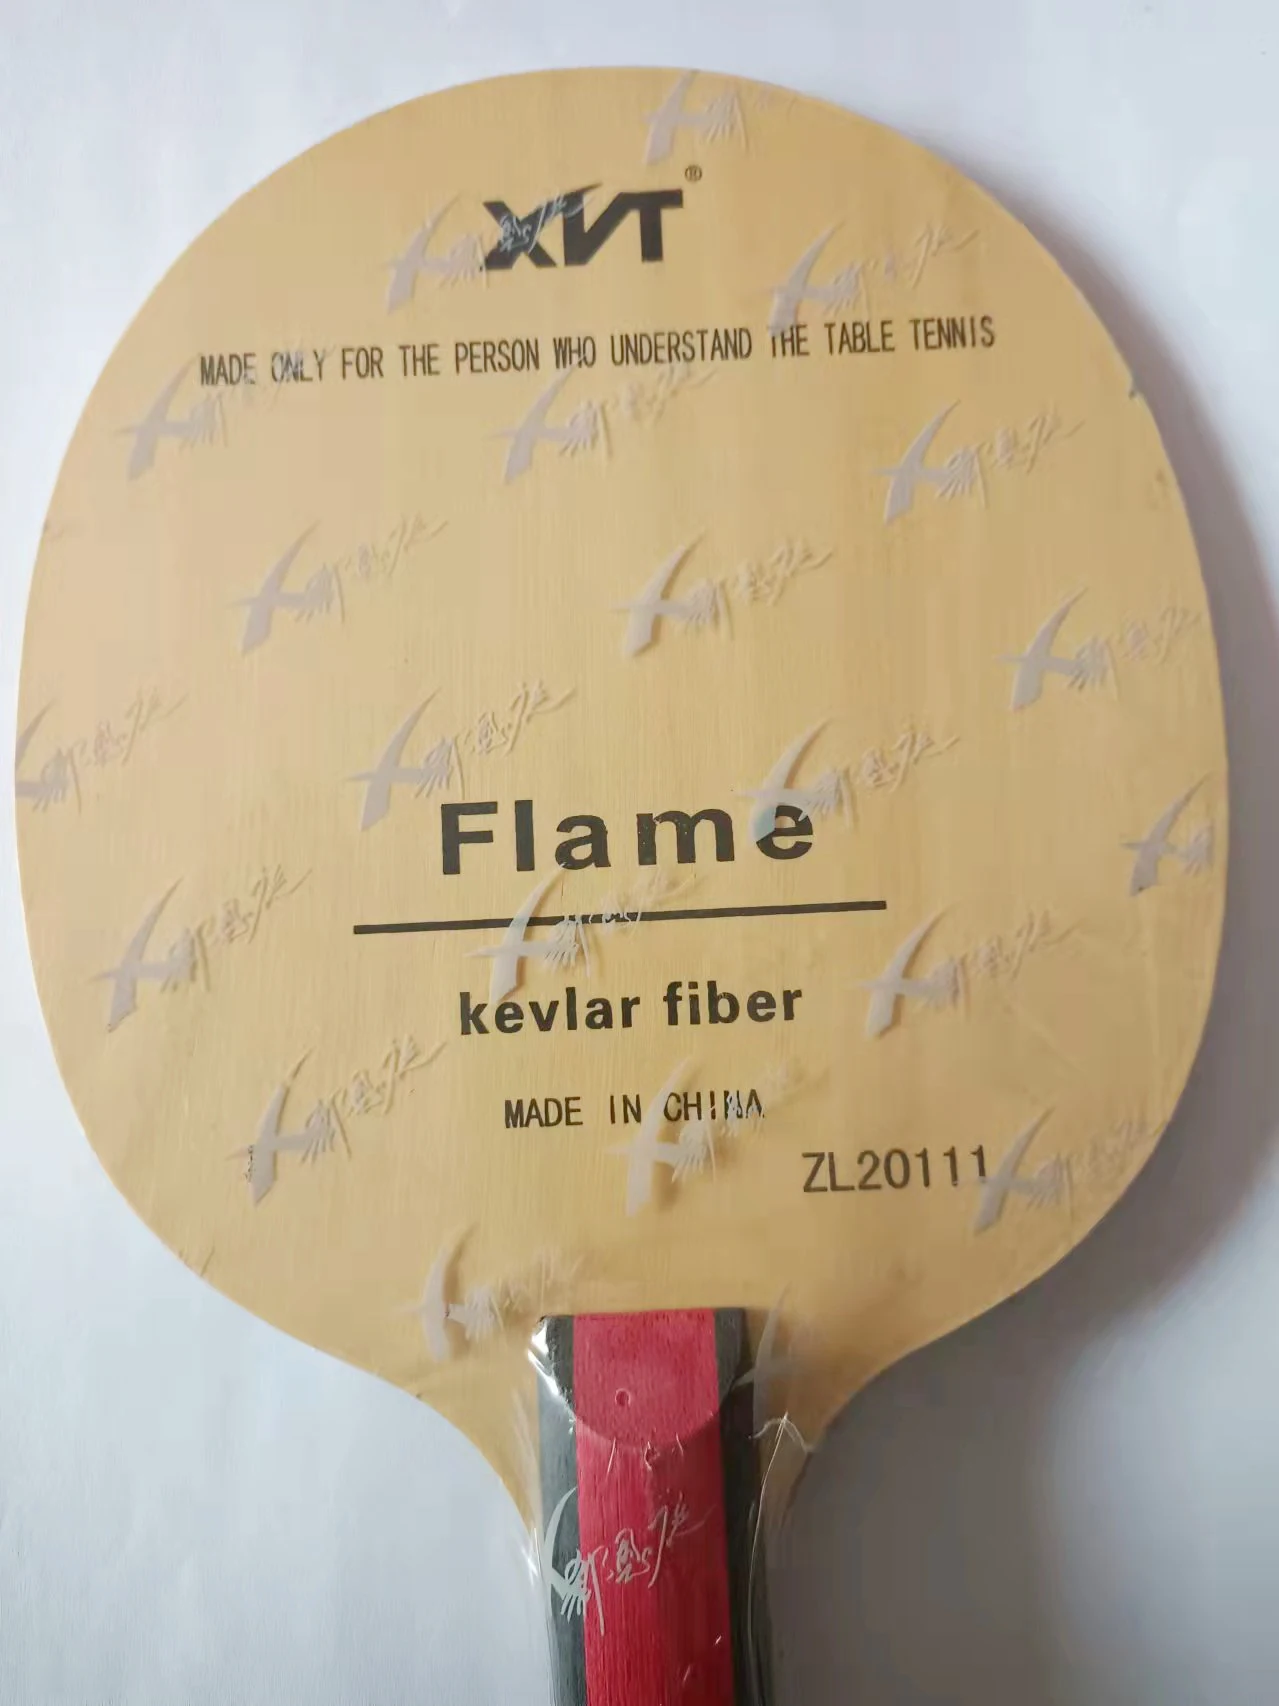 XVT®
MADE ONLY FOR THE PERSON WHO UNDERSTAND THE TABLE TENNIS
Flame
kevlar fiber
MADE IN CHINA
ZL20111